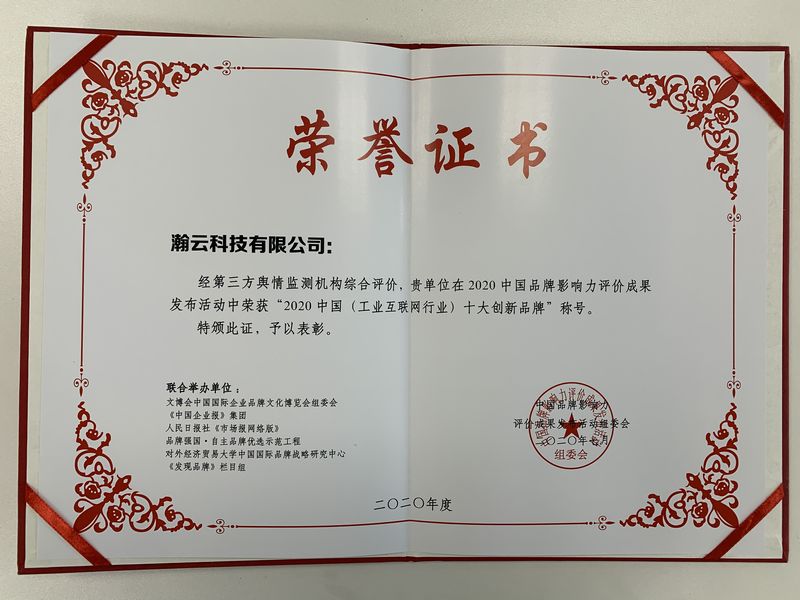 荣誉证书
瀚云科技有限公司：
经第三方舆情监测机构综合评价，贵单位在2020中国品牌影响力评价成果
发布活动中荣获“2020中国（工业互联网行业）十大创新品牌”称号。
特颁此证，予以表彰。
联合举办单位：
文博会中国国际企业品牌文化博览会组委会
《中国企业报》集团
人民日报社《市场报网络版》
品牌强国·自主品牌优选示范工程
对外经济贸易大学中国国际品牌战略研究中心
《发现品牌》栏目组
中国品牌影响力
评价成果发布活动组委会
二〇二〇年七月
组委会
二〇二〇年度